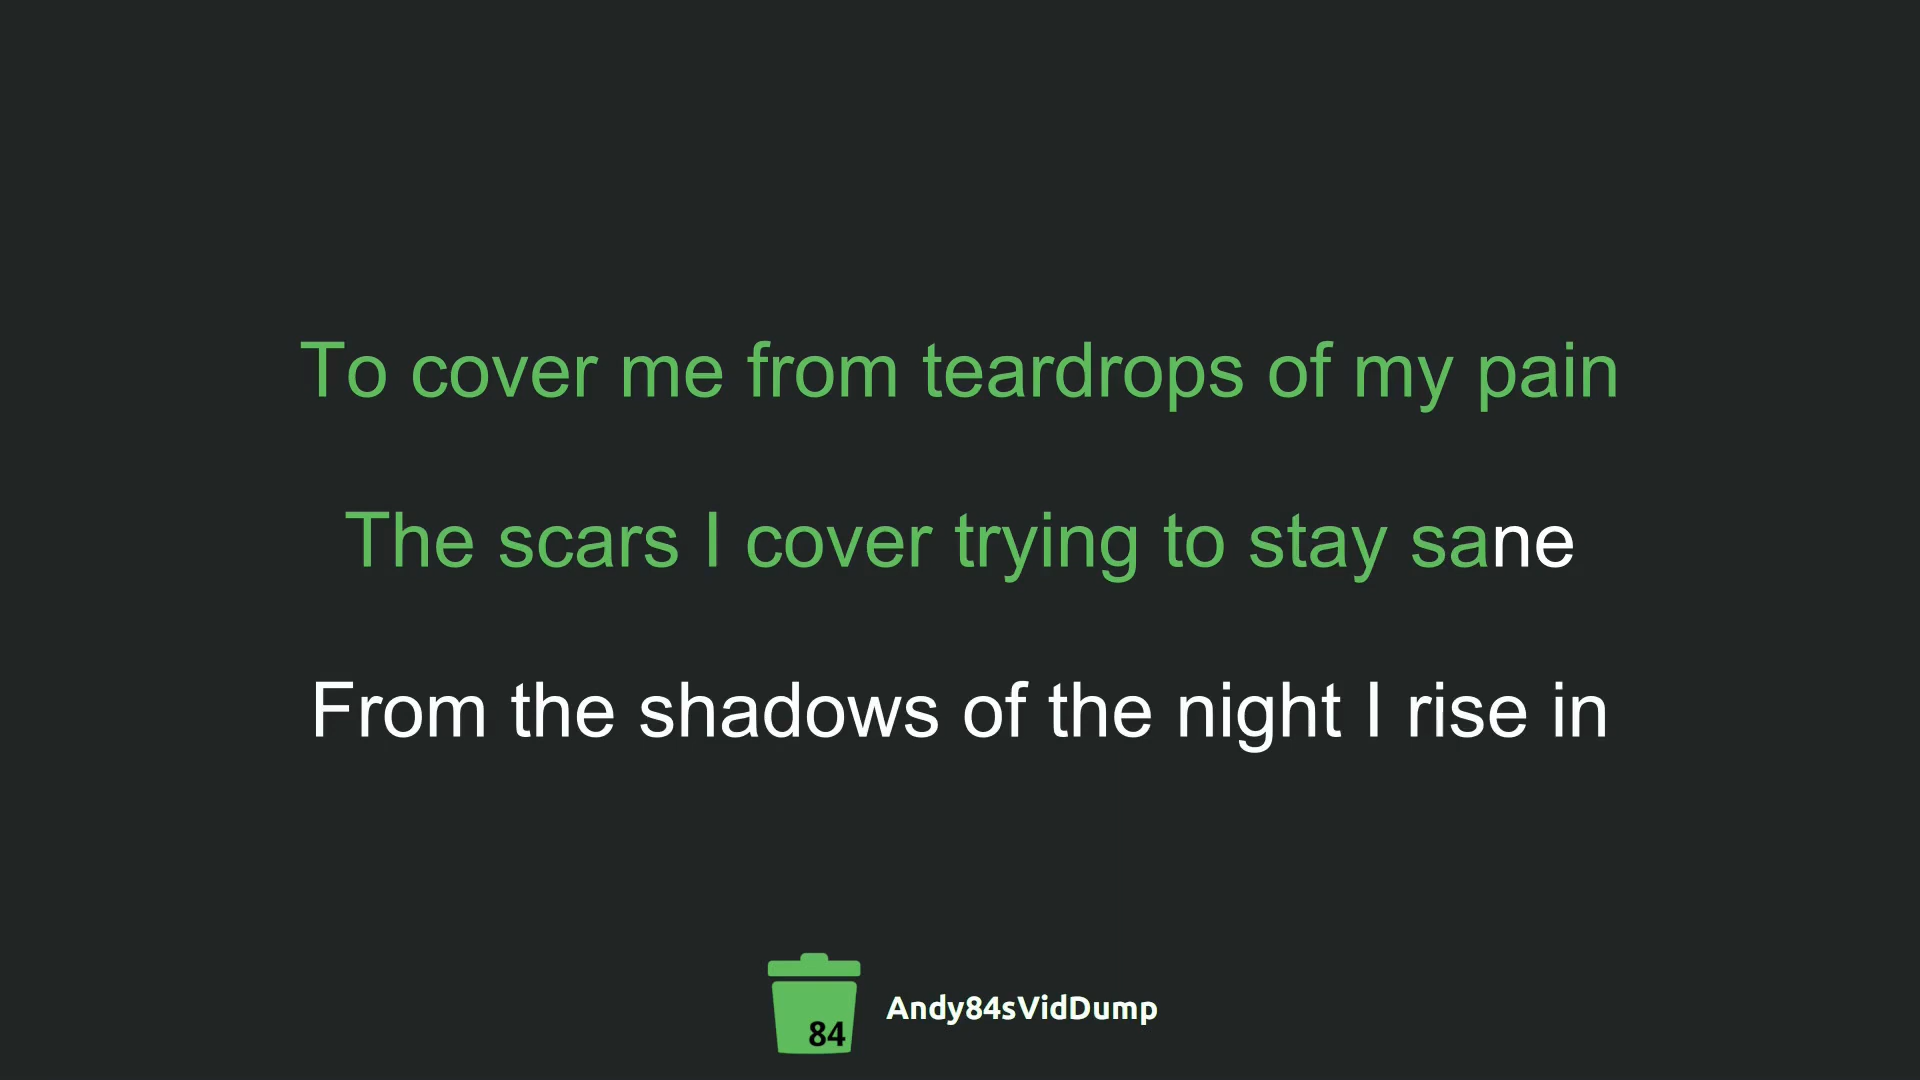 To cover me from teardrops of my pain
The scars I cover trying to stay sane
From the shadows of the night I rise in
84
Andy84sVidDump